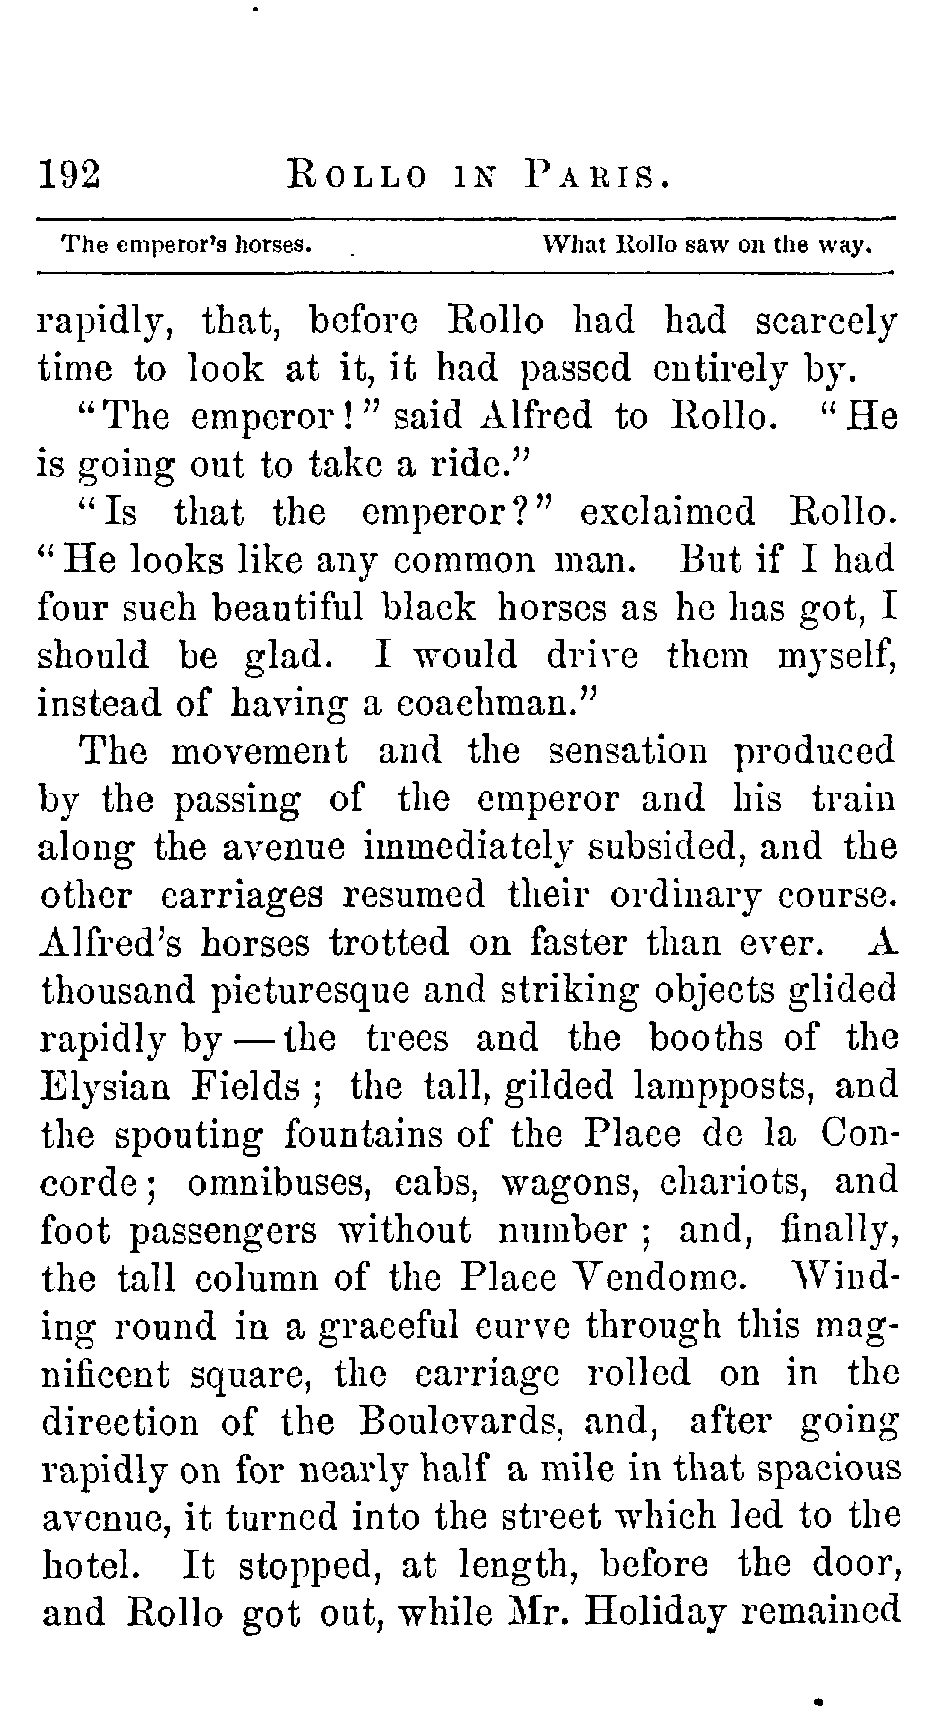 192 ROLLO IN PARIS.
The emperor's horses. What Rollo saw on the way.
rapidly, that, before Rollo had had scarcely
time to look at it, it had passed entirely by.
"The emperor!" said Alfred to Rollo. "He
is going out to take a ride."
"Is that the emperor?" exclaimed Rollo.
"He looks like any common man. But if I had
four such beautiful black horses as he has got, I
should be glad. I would drive them myself,
instead of having a coachman."
The movement and the sensation produced
by the passing of the emperor and his train
along the avenue immediately subsided, and the
other carriages resumed their ordinary course.
Alfred's horses trotted on faster than ever. A
thousand picturesque and striking objects glided
rapidly by — the trees and the booths of the
Elysian Fields; the tall, gilded lampposts, and
the spouting fountains of the Place de la Con-
corde; omnibuses, cabs, wagons, chariots, and
foot passengers without number; and, finally,
the tall column of the Place Vendome. Wind-
ing round in a graceful curve through this mag-
nificent square, the carriage rolled on in the
direction of the Boulevards, and, after going
rapidly on for nearly half a mile in that spacious
avenue, it turned into the street which led to the
hotel. It stopped, at length, before the door,
and Rollo got out, while Mr. Holiday remained